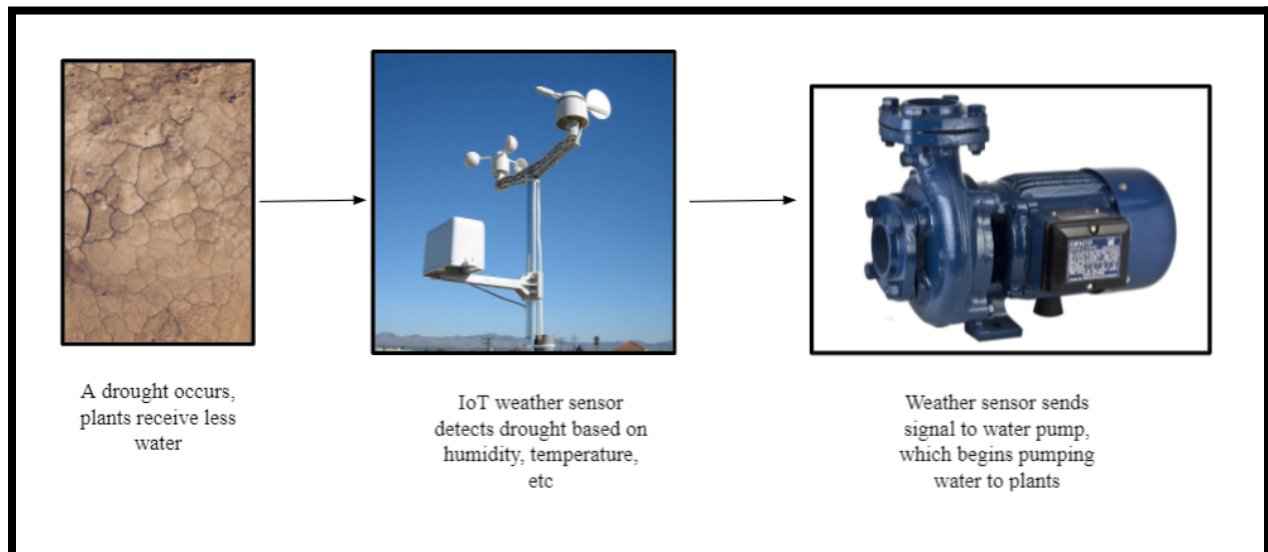 A drought occurs,
plants receive less
water
IoT weather sensor
detects drought based on
humidity, temperature,
etc
Weather sensor sends
signal to water pump,
which begins pumping
water to plants